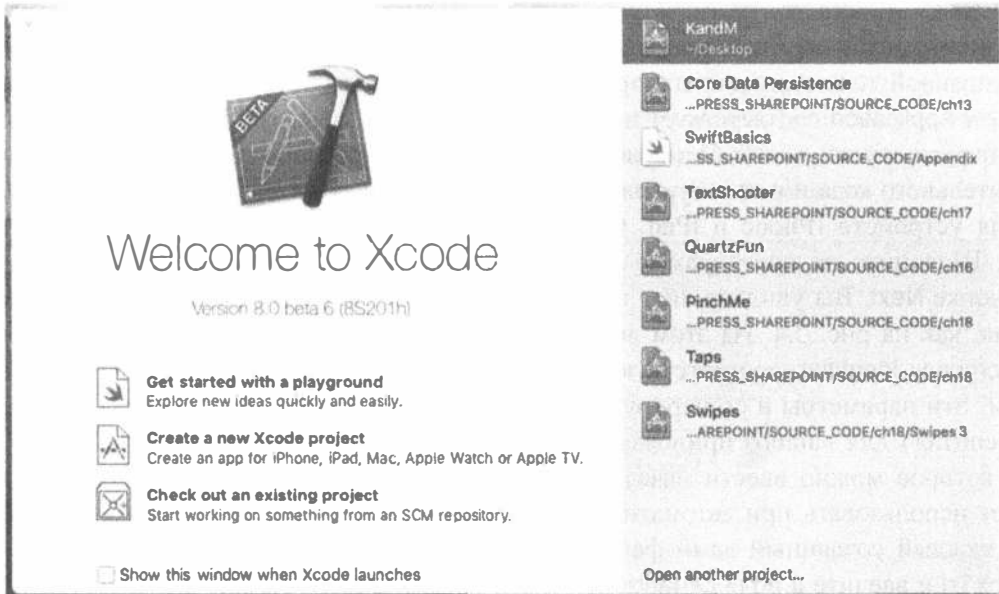 BETA
Welcome to Xcode
Version 8.0 beta 6 (8S201h)
Get started with a playground
Explore new ideas quickly and easily.
Create a new Xcode project
Create an app for iPhone, iPad, Mac, Apple Watch or Apple TV.
Check out an existing project
Start working on something from an SCM repository.
Show this window when Xcode launches
KandM
~/Desktop
Core Data Persistence
...PRESS_SHAREPOINT/SOURCE_CODE/ch13
SwiftBasics
...SS_SHAREPOINT/SOURCE_CODE/Appendix
TextShooter
...PRESS_SHAREPOINT/SOURCE_CODE/ch17
QuartzFun
...PRESS_SHAREPOINT/SOURCE_CODE/ch16
PinchMe
...PRESS_SHAREPOINT/SOURCE_CODE/ch18
Taps
...PRESS_SHAREPOINT/SOURCE_CODE/ch18
Swipes
...AREPOINT/SOURCE_CODE/ch18/Swipes 3
Open another project...